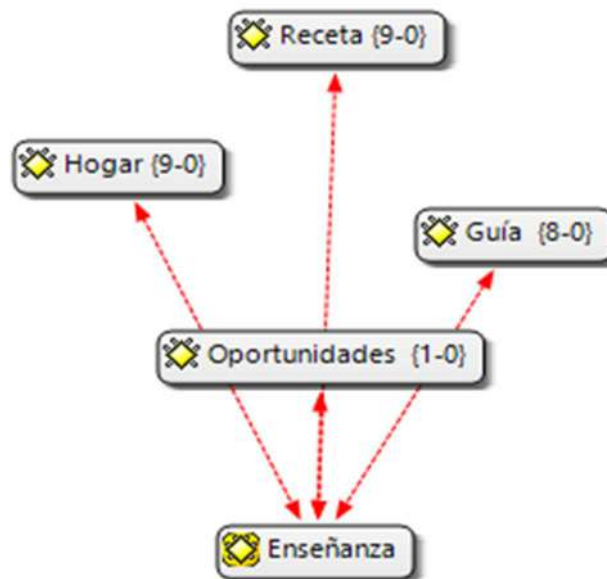 Receta {9-0}
Hogar {9-0}
Guía {8-0}
Oportunidades {1-0}
Enseñanza